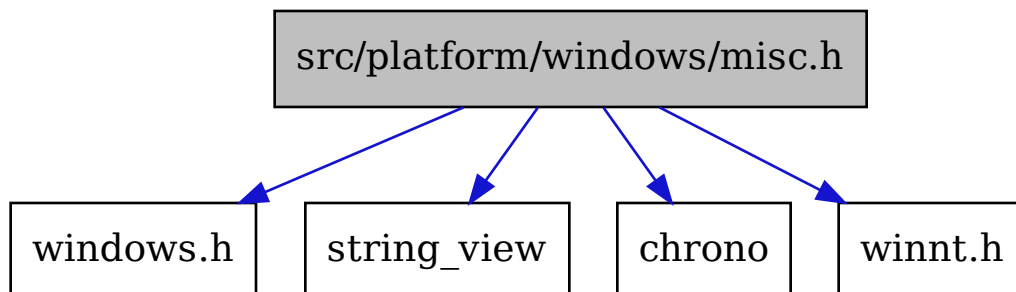 src/platform/windows/misc.h
windows.h
string_view
chrono
winnt.h